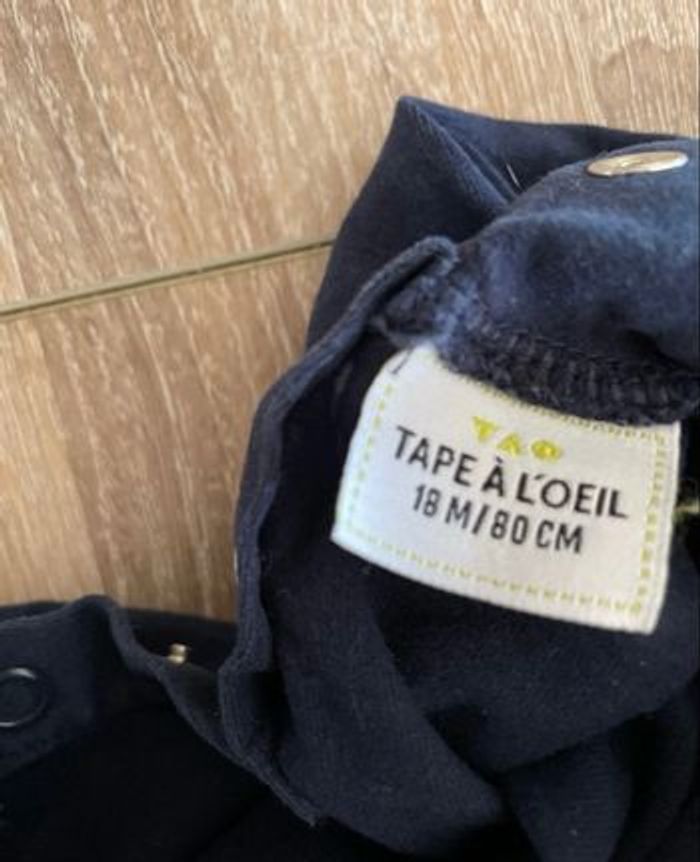 TAO
TAPE À L'OEIL
18 M/80 CM